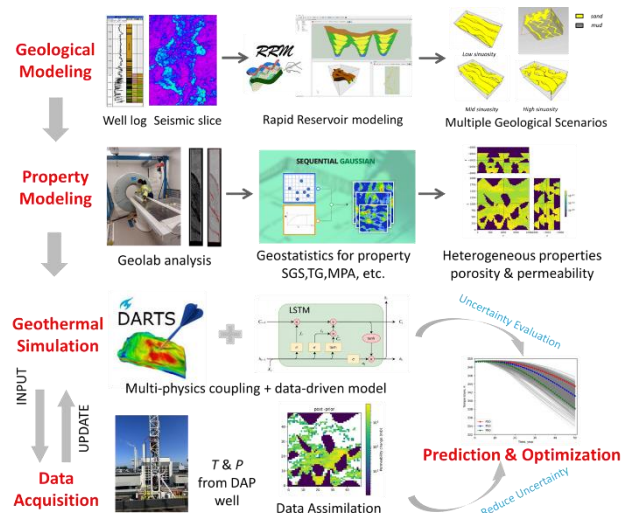 Geological
Modeling
Well log
Seismic slice
RRM
Rapid Reservoir modeling
sand
mud
Low sinuosity
Mid sinuosity
High sinuosity
Multiple Geological Scenarios
Property
Modeling
Geolab analysis
SEQUENTIAL GAUSSIAN
Geostatistics for property
SGS,TG,MPA, etc.
Heterogeneous properties
porosity & permeability
Geothermal
Simulation
DARTS
LSTM
Multi-physics coupling + data-driven model
Uncertainty Evaluation
INPUT
UPDATE
Data
Acquisition
T & P
from DAP
well
Data Assimilation
Prediction & Optimization
Reduce Uncertainty